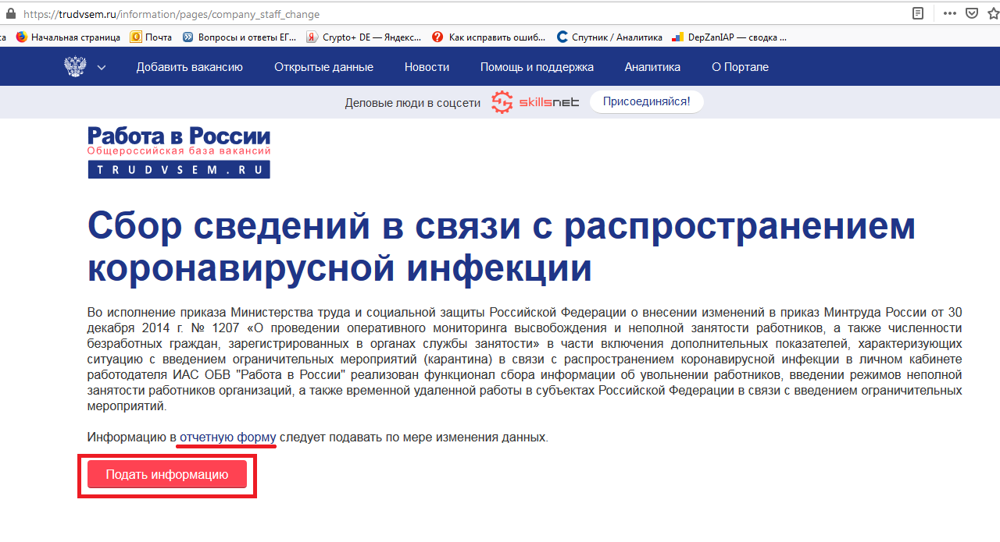 https://trudvsem.ru/information/pages/company_staff_change
са Начальная страница Почта Вопросы и ответы ЕГ... Crypto+ DE — Яндекс... Как исправить ошиб... Спутник / Аналитика DepZanIAP — сводка ...
Добавить вакансию Открытые данные Новости Помощь и поддержка Аналитика О Портале
Деловые люди в соцсети skillsnet Присоединяйся!
Работа в России
Общероссийская база вакансий
TRUDVSEM.RU
Сбор сведений в связи с распространением
коронавирусной инфекции
Во исполнение приказа Министерства труда и социальной защиты Российской Федерации о внесении изменений в приказ Минтруда России от 30
декабря 2014 г. № 1207 «О проведении оперативного мониторинга высвобождения и неполной занятости работников, а также численности
безработных граждан, зарегистрированных в органах службы занятости» в части включения дополнительных показателей, характеризующих
ситуацию с введением ограничительных мероприятий (карантина) в связи с распространением коронавирусной инфекции в личном кабинете
работодателя ИАС ОБВ "Работа в России" реализован функционал сбора информации об увольнении работников, введении режимов неполной
занятости работников организаций, а также временной удаленной работы в субъектах Российской Федерации в связи с введением ограничительных
мероприятий.
Информацию в отчетную форму следует подавать по мере изменения данных.
Подать информацию